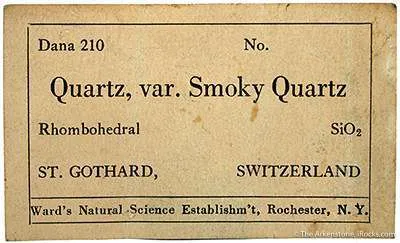 Dana 210 No.
Quartz, var. Smoky Quartz
Rhombohedral SiO₂
ST. GOTHARD, SWITZERLAND
Ward's Natural Science Establishm't, Rochester, N. Y.
The Arkenstone, iRocks.com